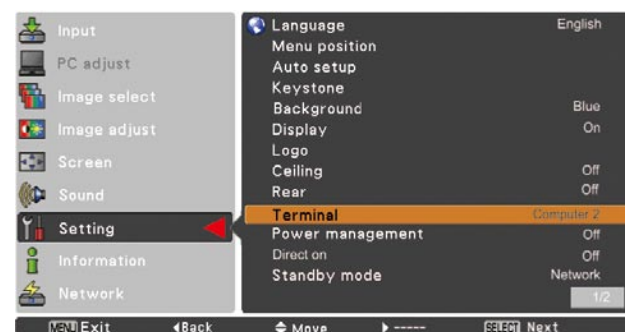 Input
PC adjust
Image select
Image adjust
Screen
Sound
Setting
Information
Network
Language English
Menu position
Auto setup
Keystone
Background Blue
Display On
Logo
Ceiling Off
Rear Off
Terminal Computer 2
Power management Off
Direct on Off
Standby mode Network
1/2
MENU Exit ◀Back Move ▶----- SELECT Next